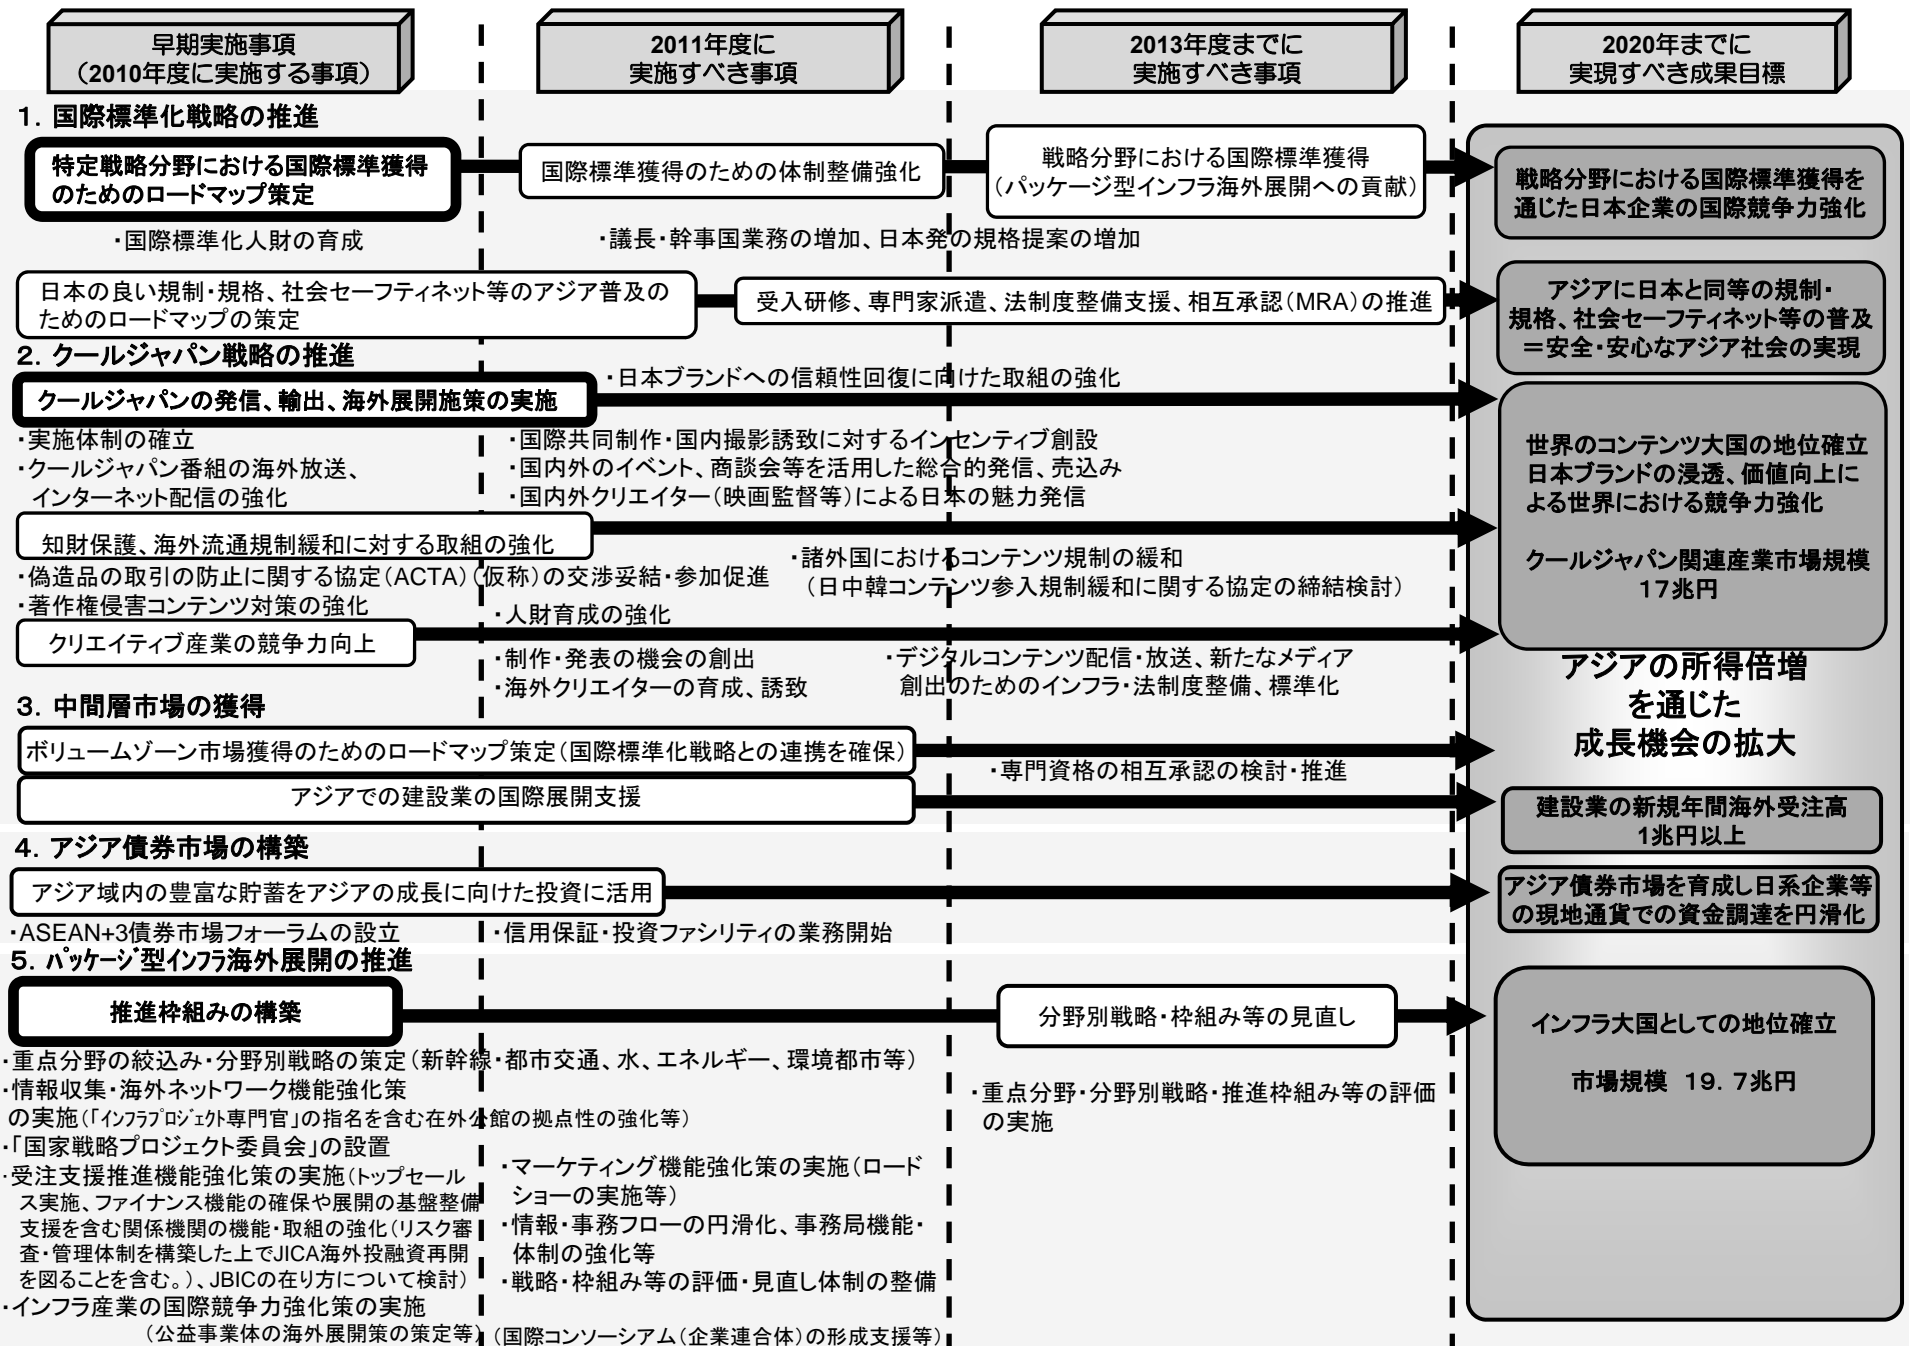 早期実施事項
（2010年度に実施する事項）
2011年度に
実施すべき事項
2013年度までに
実施すべき事項
2020年までに
実現すべき成果目標
１．国際標準化戦略の推進
特定戦略分野における国際標準獲得
のためのロードマップ策定
国際標準獲得のための体制整備強化
戦略分野における国際標準獲得
（パッケージ型インフラ海外展開への貢献）
戦略分野における国際標準獲得を
通じた日本企業の国際競争力強化
・国際標準化人財の育成
・議長・幹事国業務の増加、日本発の規格提案の増加
日本の良い規制・規格、社会セーフティネット等のアジア普及の
ためのロードマップの策定
受入研修、専門家派遣、法制度整備支援、相互承認（MRA）の推進
アジアに日本と同等の規制・
規格、社会セーフティネット等の普及
＝安全・安心なアジア社会の実現
２．クールジャパン戦略の推進
・日本ブランドへの信頼性回復に向けた取組の強化
クールジャパンの発信、輸出、海外展開施策の実施
・実施体制の確立
・クールジャパン番組の海外放送、
インターネット配信の強化
・国際共同制作・国内撮影誘致に対するインセンティブ創設
・国内外のイベント、商談会等を活用した総合的発信、売込み
・国内外クリエイター（映画監督等）による日本の魅力発信
世界のコンテンツ大国の地位確立
日本ブランドの浸透、価値向上に
よる世界における競争力強化
クールジャパン関連産業市場規模
17兆円
知財保護、海外流通規制緩和に対する取組の強化
・偽造品の取引の防止に関する協定（ACTA）（仮称）の交渉妥結・参加促進
・著作権侵害コンテンツ対策の強化
・諸外国におけるコンテンツ規制の緩和
（日中韓コンテンツ参入規制緩和に関する協定の締結検討）
・人財育成の強化
クリエイティブ産業の競争力向上
・制作・発表の機会の創出
・海外クリエイターの育成、誘致
・デジタルコンテンツ配信・放送、新たなメディア
創出のためのインフラ・法制度整備、標準化
アジアの所得倍増
を通じた
成長機会の拡大
３．中間層市場の獲得
ボリュームゾーン市場獲得のためのロードマップ策定（国際標準化戦略との連携を確保）
・専門資格の相互承認の検討・推進
アジアでの建設業の国際展開支援
建設業の新規年間海外受注高
1兆円以上
４．アジア債券市場の構築
アジア域内の豊富な貯蓄をアジアの成長に向けた投資に活用
アジア債券市場を育成し日系企業等
の現地通貨での資金調達を円滑化
・ASEAN+3債券市場フォーラムの設立
・信用保証・投資ファシリティの業務開始
５．ﾊﾟｯｹｰｼﾞ型ｲﾝﾌﾗ海外展開の推進
推進枠組みの構築
分野別戦略・枠組み等の見直し
インフラ大国としての地位確立
市場規模　19．7兆円
・重点分野の絞込み・分野別戦略の策定（新幹線・都市交通、水、エネルギー、環境都市等）
・情報収集・海外ネットワーク機能強化策
の実施（「ｲﾝﾌﾗﾌﾟﾛｼﾞｪｸﾄ専門官」の指名を含む在外公館の拠点性の強化等）
・「国家戦略プロジェクト委員会」の設置
・受注支援推進機能強化策の実施（トップセール
ス実施、ファイナンス機能の確保や展開の基盤整備
支援を含む関係機関の機能・取組の強化（リスク審
査・管理体制を構築した上でJICA海外投融資再開
を図ることを含む。）、JBICの在り方について検討）
・インフラ産業の国際競争力強化策の実施
（公益事業体の海外展開策の策定等）
・マーケティング機能強化策の実施（ロード
ショーの実施等）
・情報・事務フローの円滑化、事務局機能・
体制の強化等
・戦略・枠組み等の評価・見直し体制の整備
（国際コンソーシアム（企業連合体）の形成支援等）
・重点分野・分野別戦略・推進枠組み等の評価
の実施